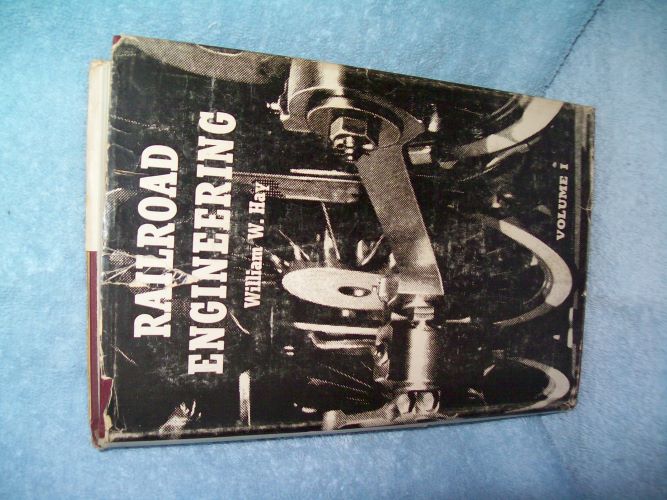 RAILROAD
ENGINEERING
William W. Hay
VOLUME I